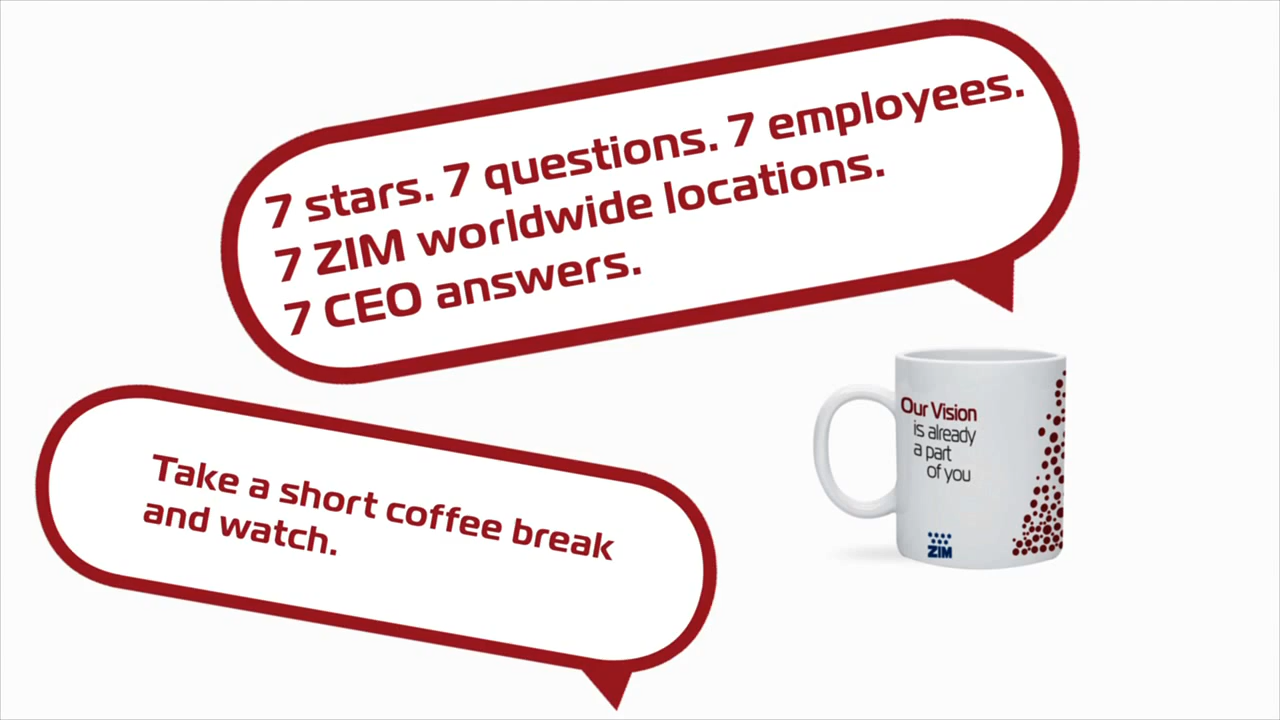 7 stars. 7 questions. 7 employees.
7 ZIM worldwide locations.
7 CEO answers.
Take a short coffee break
and watch.
Our Vision
is already
a part
of you
ZIM